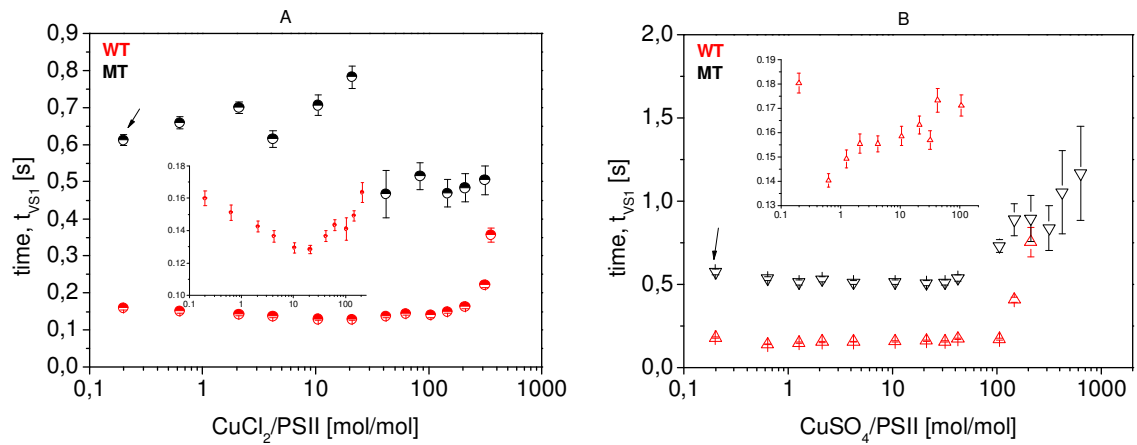 A
0,9
0,8
0,7
0,6
0,5
0,4
0,3
0,2
0,1
0,0
time, t_VS1 [s]
WT
MT
0.18
0.16
0.14
0.12
0.10
0.1 1 10 100
0,1 1 10 100 1000
CuCl2/PSII [mol/mol]
B
2,0
1,5
1,0
0,5
0,0
time, t_VS1 [s]
WT
MT
0.19
0.18
0.17
0.16
0.15
0.14
0.13
0.1 1 10 100
0,1 1 10 100 1000
CuSO4/PSII [mol/mol]